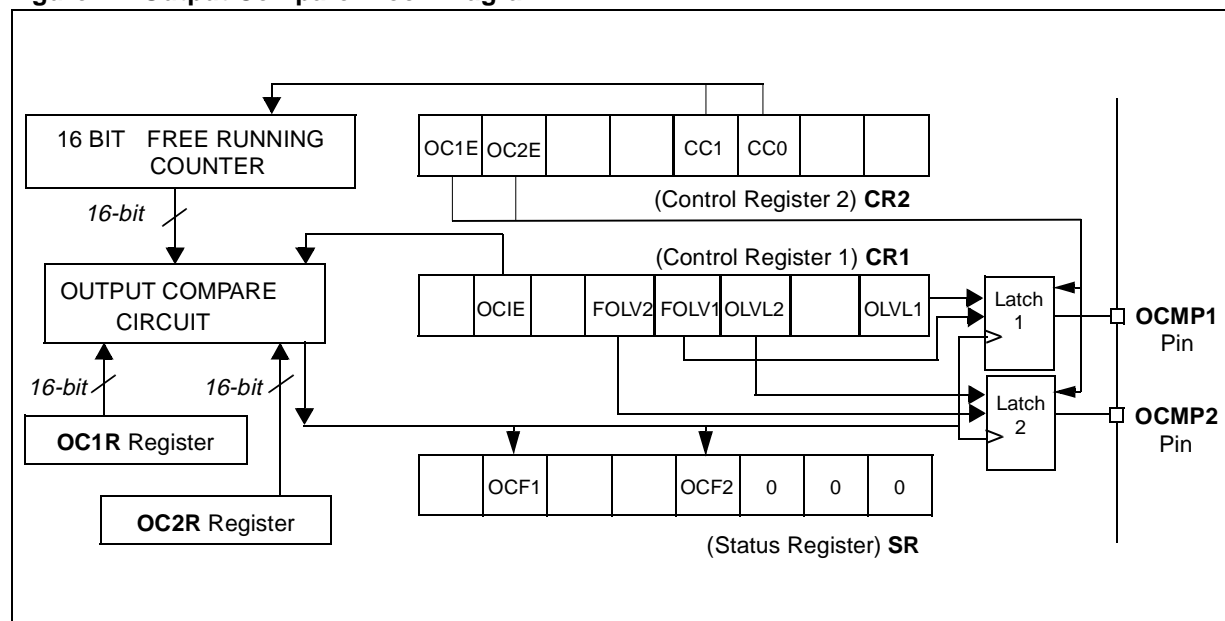 16 BIT FREE RUNNING
COUNTER
OC1E OC2E CC1 CC0
(Control Register 2) CR2
16-bit
(Control Register 1) CR1
OUTPUT COMPARE
CIRCUIT
OCIE FOLV2 FOLV1 OLVL2 OLVL1
Latch
1
OCMP1
Pin
16-bit
16-bit
Latch
2
OCMP2
Pin
OC1R Register
OCF1 OCF2 0 0 0
OC2R Register
(Status Register) SR